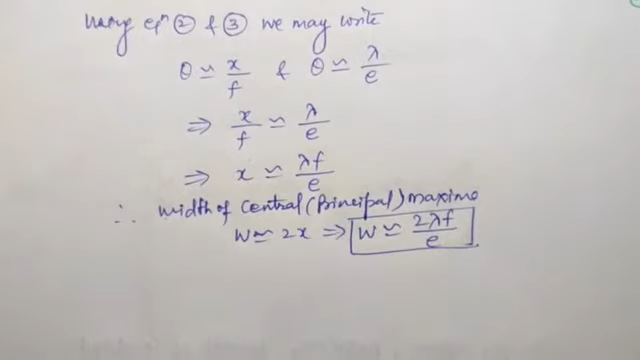 Using eqⁿ ② & ③ we may write
θ ≃ x/f & θ ≃ λ/e
⇒ x/f ≃ λ/e
⇒ x ≃ λf/e
∴ width of Central (Principal) maxima
W ≃ 2x ⇒ W ≃ 2λf/e